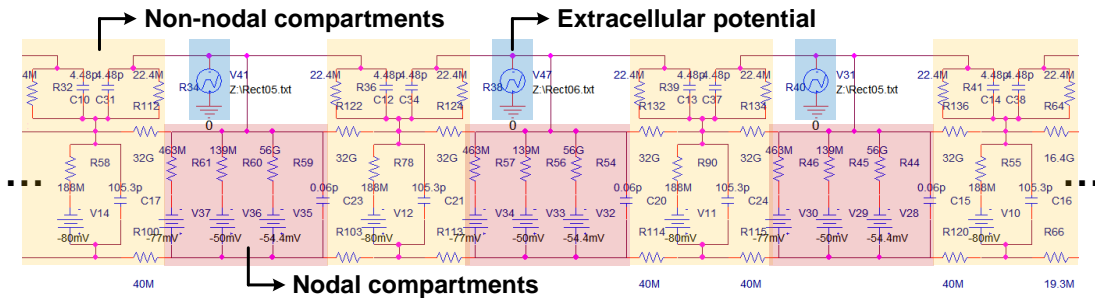 Non-nodal compartments
Extracellular potential
4M 4.48p 4.48p 22.4M V41 22.4M 4.48p 4.48p 22.4M V47 22.4M 4.48p 4.48p 22.4M V31 22.4M 4.48p 4.48p 22.4M
R32 C10 C31 R34 Z:\Rect05.txt R36 C12 C34 R38 Z:\Rect06.txt R39 C13 C37 R40 Z:\Rect05.txt R41 C14 C38 R64
R112 R122 R124 R132 R134 R136
0 0 0
463M 139M 56G 463M 139M 56G 463M 139M 56G
R58 R61 R60 R59 32G R78 32G R57 R56 R54 32G R90 32G R46 R45 R44 32G R55 16.4G
... 188M 105.3p 0.06p 188M 105.3p 0.06p 188M 105.3p 0.06p 188M 105.3p ...
V14 C17 V37 V36 V35 C23 V12 C21 V34 V33 V32 C20 V11 C24 V30 V29 V28 C15 V10 C16
-80mV R100 -77mV -50mV -54.4mV R103 -80mV R113 -77mV -50mV -54.4mV R114 -80mV R115 -77mV -50mV -54.4mV R120 -80mV R66
40M 40M 40M 40M 40M 40M 19.3M
Nodal compartments